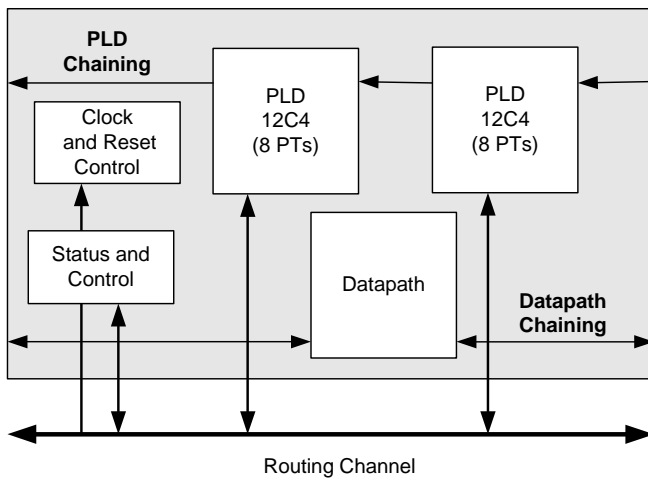 PLD
Chaining
PLD
12C4
(8 PTs)
PLD
12C4
(8 PTs)
Clock
and Reset
Control
Status and
Control
Datapath
Datapath
Chaining
Routing Channel